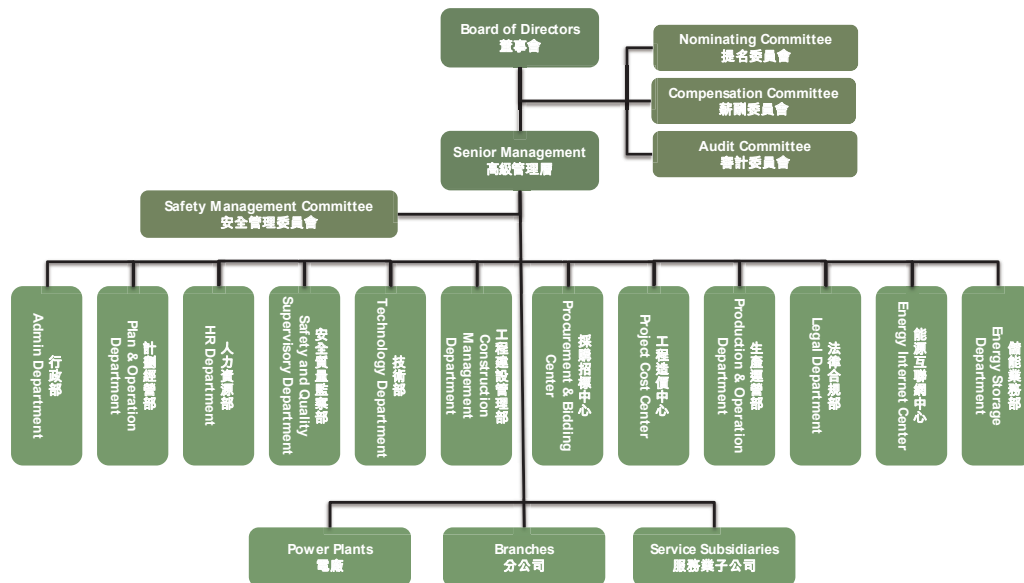 Board of Directors
董事會
Nominating Committee
提名委員會
Compensation Committee
薪酬委員會
Audit Committee
審計委員會
Senior Management
高級管理層
Safety Management Committee
安全管理委員會
Admin Department
行政部
Plan & Operation
Department
計劃經營部
HR Department
人力資源部
Safety and Quality
Supervisory Department
安全質量監察部
Technology Department
技術部
Construction
Management
Department
工程建設管理部
Procurement & Bidding
Center
採購招標中心
Project Cost Center
工程造價中心
Production & Operation
Department
生產運營部
Legal Department
法律合規部
Energy Internet Center
能源互聯網中心
Energy Storage
Department
儲能業務部
Power Plants
電廠
Branches
分公司
Service Subsidiaries
服務業子公司